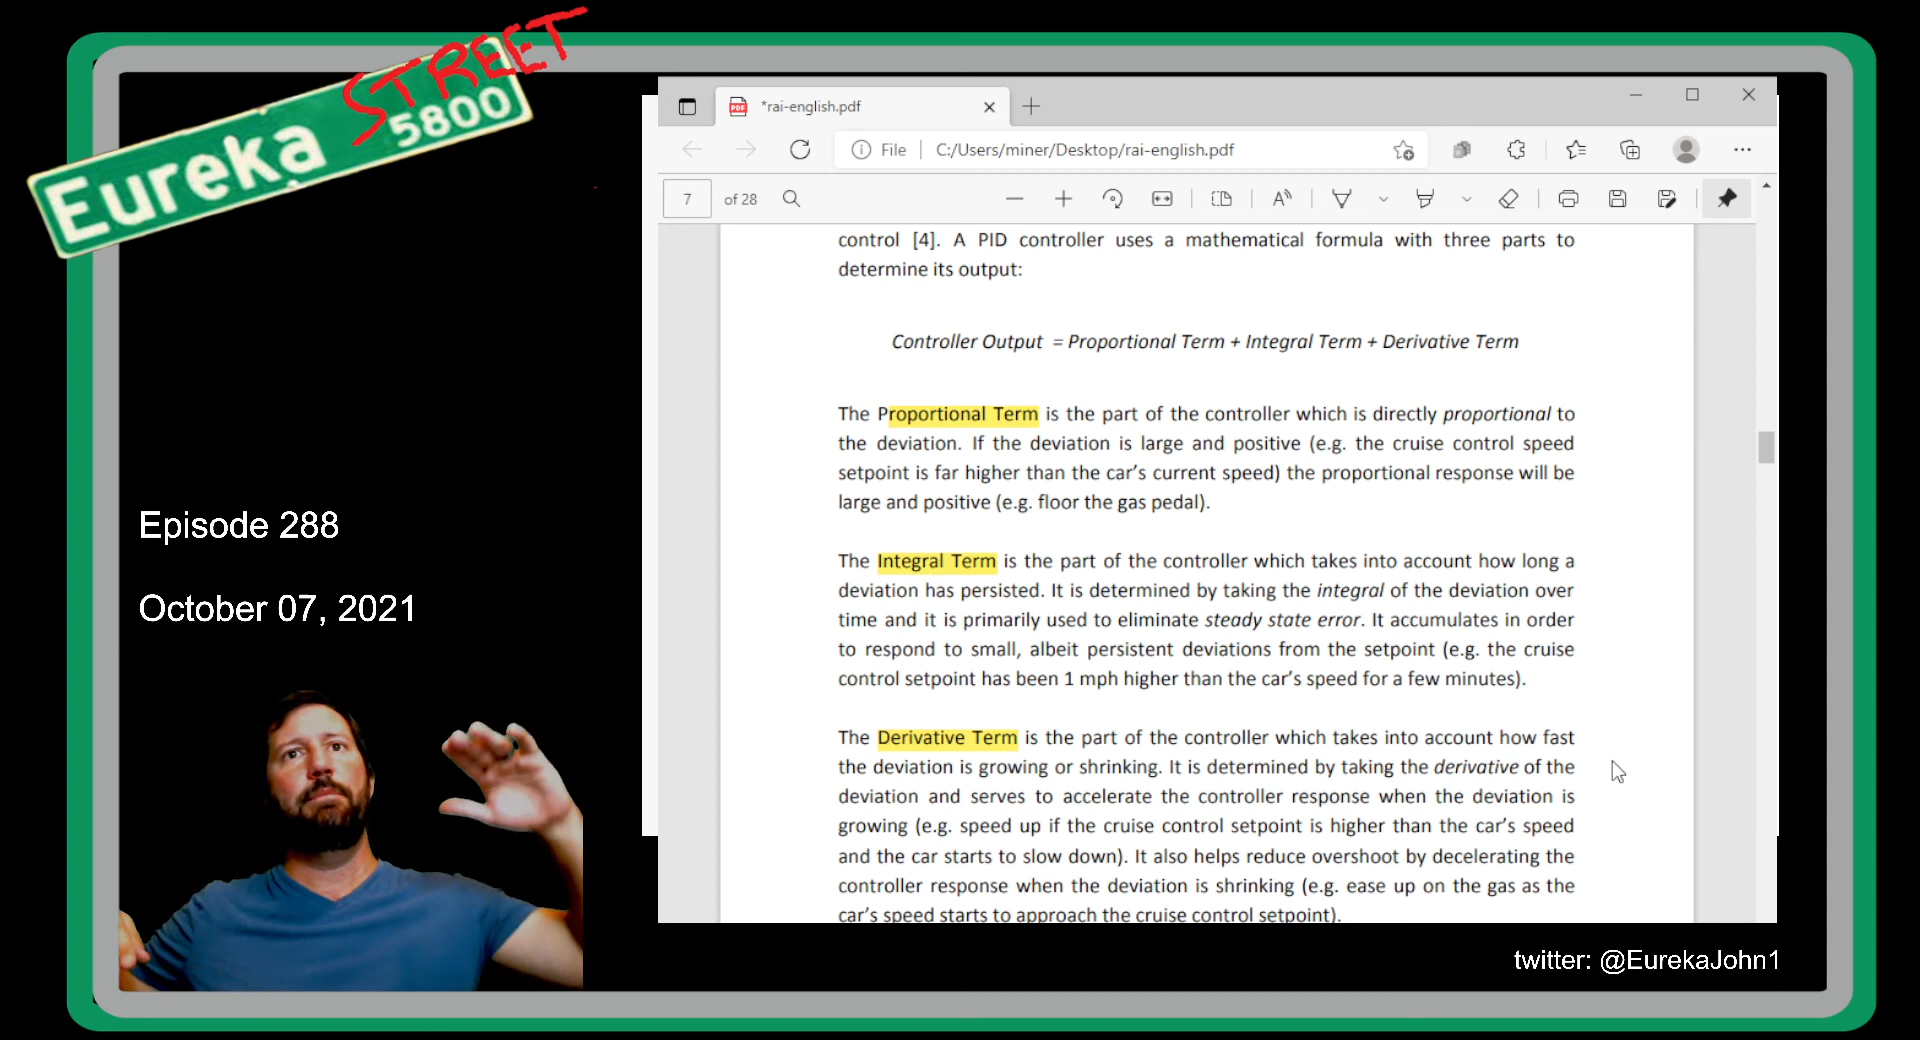 Eureka STREET
5800
*rai-english.pdf
File
C:/Users/miner/Desktop/rai-english.pdf
7 of 28
control [4]. A PID controller uses a mathematical formula with three parts to
determine its output:
Controller Output = Proportional Term + Integral Term + Derivative Term
The Proportional Term is the part of the controller which is directly proportional to
the deviation. If the deviation is large and positive (e.g. the cruise control speed
setpoint is far higher than the car's current speed) the proportional response will be
large and positive (e.g. floor the gas pedal).
The Integral Term is the part of the controller which takes into account how long a
deviation has persisted. It is determined by taking the integral of the deviation over
time and it is primarily used to eliminate steady state error. It accumulates in order
to respond to small, albeit persistent deviations from the setpoint (e.g. the cruise
control setpoint has been 1 mph higher than the car's speed for a few minutes).
The Derivative Term is the part of the controller which takes into account how fast
the deviation is growing or shrinking. It is determined by taking the derivative of the
deviation and serves to accelerate the controller response when the deviation is
growing (e.g. speed up if the cruise control setpoint is higher than the car's speed
and the car starts to slow down). It also helps reduce overshoot by decelerating the
controller response when the deviation is shrinking (e.g. ease up on the gas as the
car's speed starts to approach the cruise control setpoint).
Episode 288
October 07, 2021
twitter: @EurekaJohn1